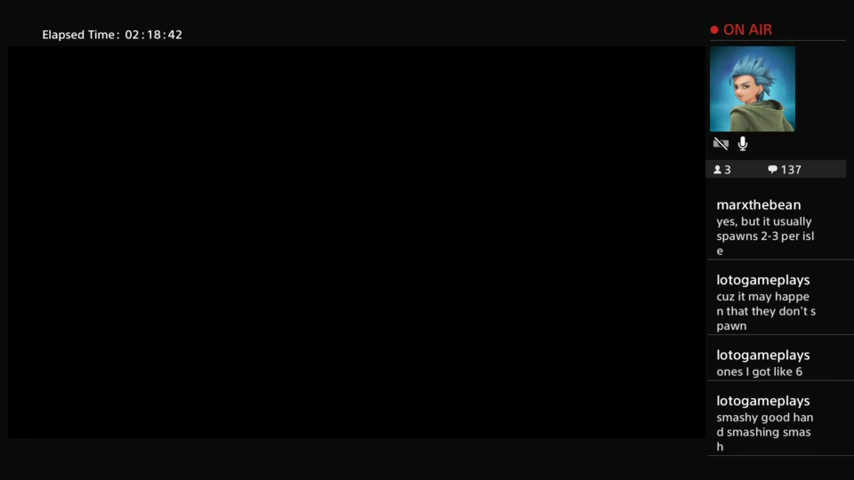 Elapsed Time: 02:18:42
ON AIR
3 137
marxthebean
yes, but it usually
spawns 2-3 per isl
e
lotogameplays
cuz it may happe
n that they don't s
pawn
lotogameplays
ones I got like 6
lotogameplays
smashy good han
d smashing smas
h